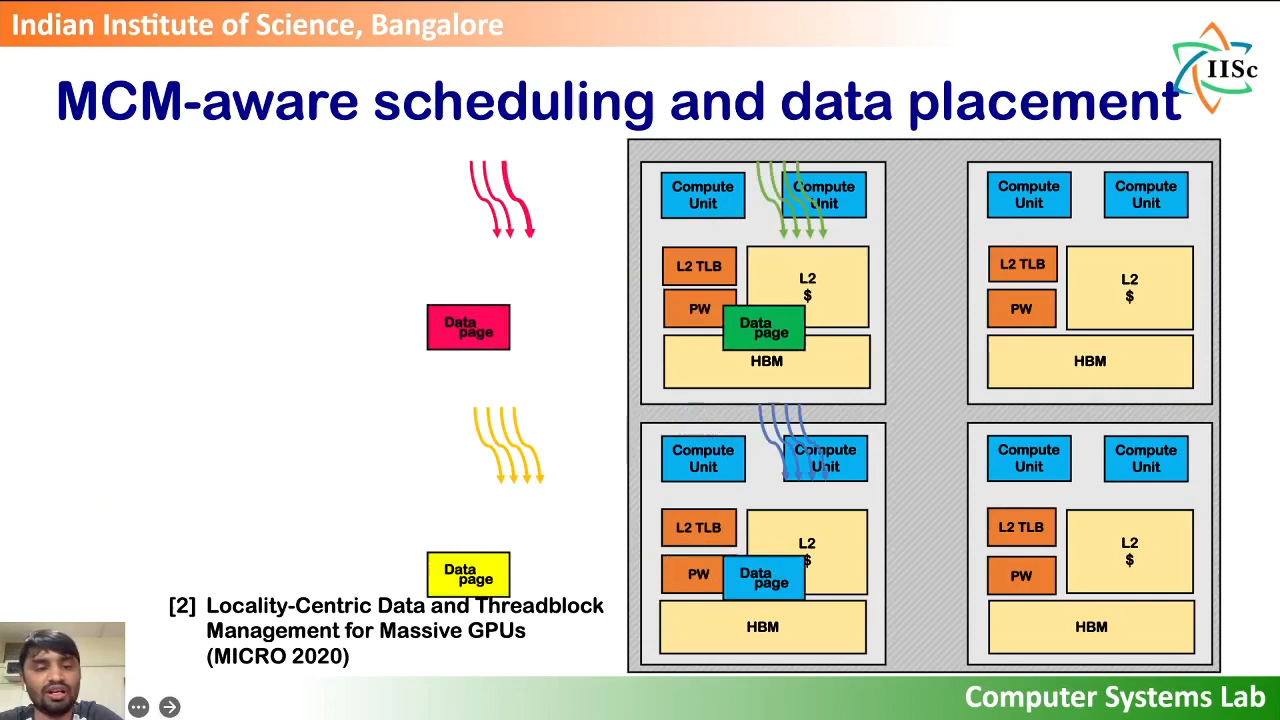 Indian Institute of Science, Bangalore
IISc
MCM-aware scheduling and data placement
Compute
Unit
Compute
Unit
L2 TLB
PW
L2
$
HBM
Data
page
Compute
Unit
Compute
Unit
L2 TLB
PW
L2
$
HBM
Data
page
Compute
Unit
Compute
Unit
L2 TLB
PW
L2
$
HBM
Data
page
Compute
Unit
Compute
Unit
L2 TLB
PW
L2
$
HBM
Data
page
[2] Locality-Centric Data and Threadblock
Management for Massive GPUs
(MICRO 2020)
Computer Systems Lab